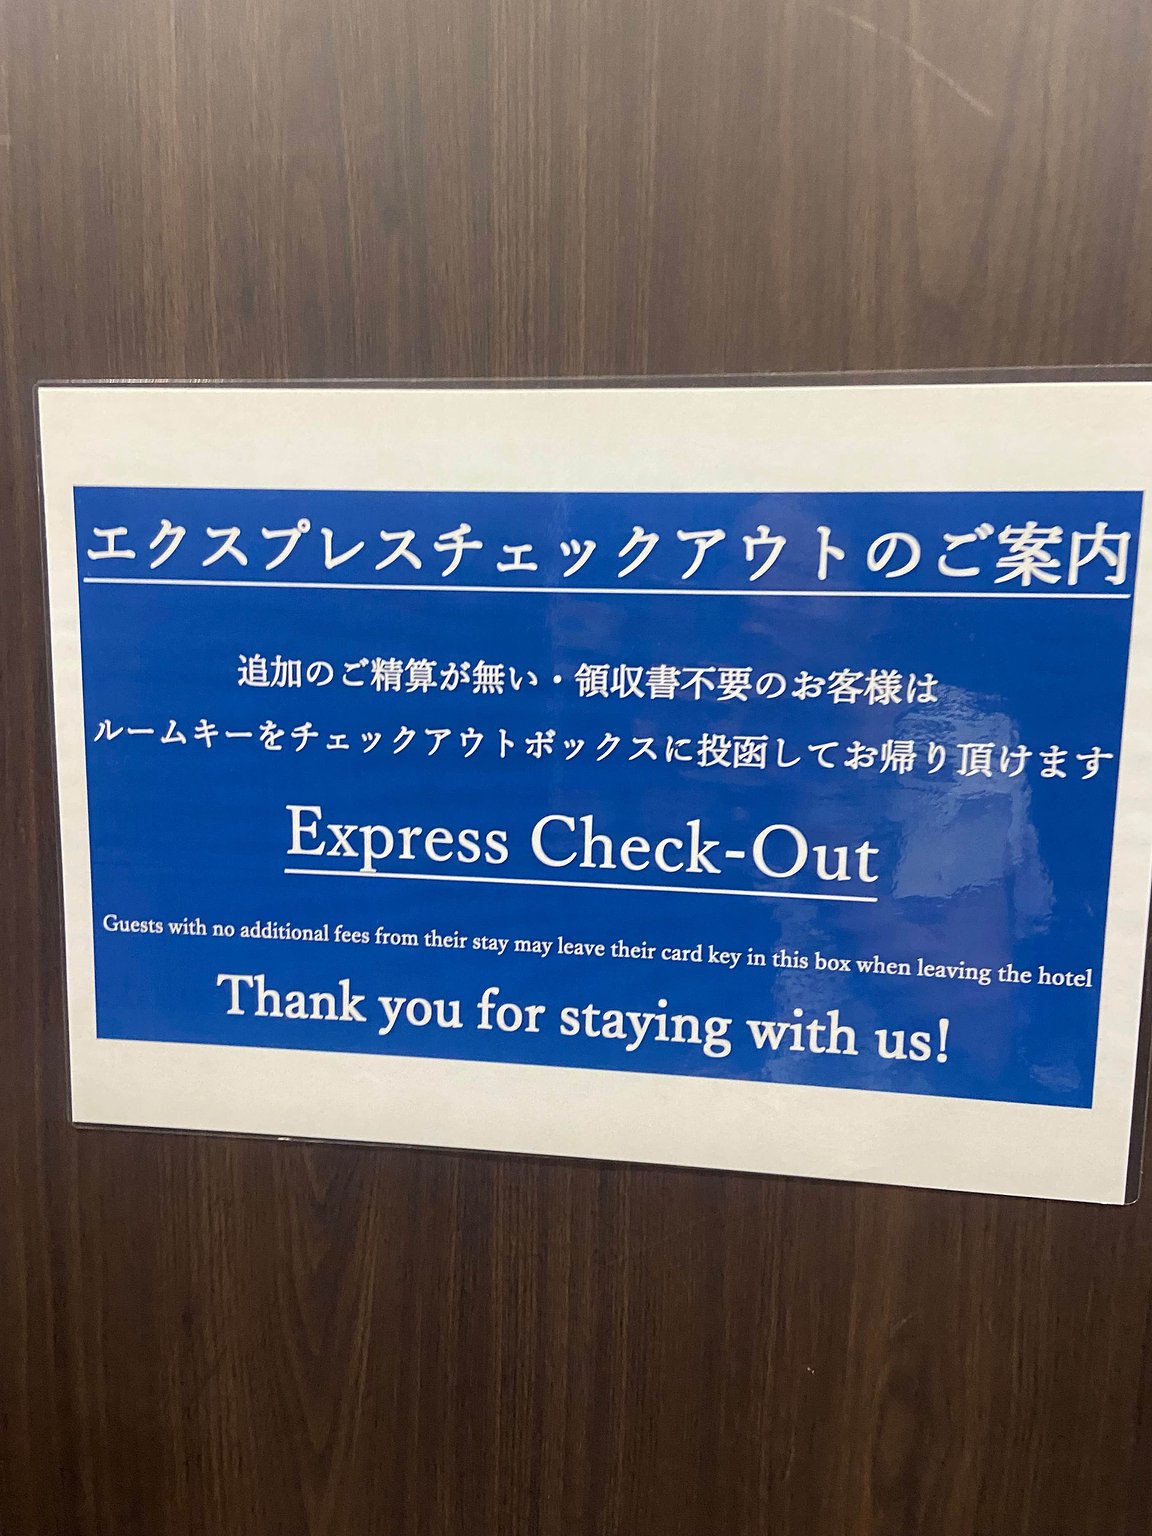 エクスプレスチェックアウトのご案内
追加のご精算が無い・領収書不要のお客様は
ルームキーをチェックアウトボックスに投函してお帰り頂けます
Express Check-Out
Guests with no additional fees from their stay may leave their card key in this box when leaving the hotel
Thank you for staying with us!